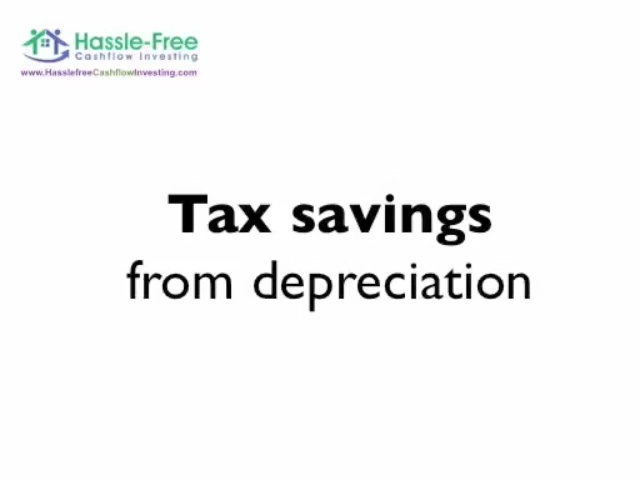 Hassle-Free
Cashflow Investing
www.HasslefreeCashflowInvesting.com
Tax savings
from depreciation